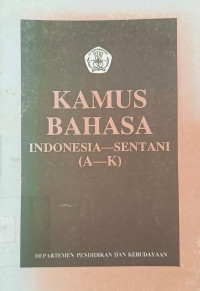 KAMUS
BAHASA
INDONESIA—SENTANI
(A—K)
DEPARTEMEN PENDIDIKAN DAN KEBUDAYAAN